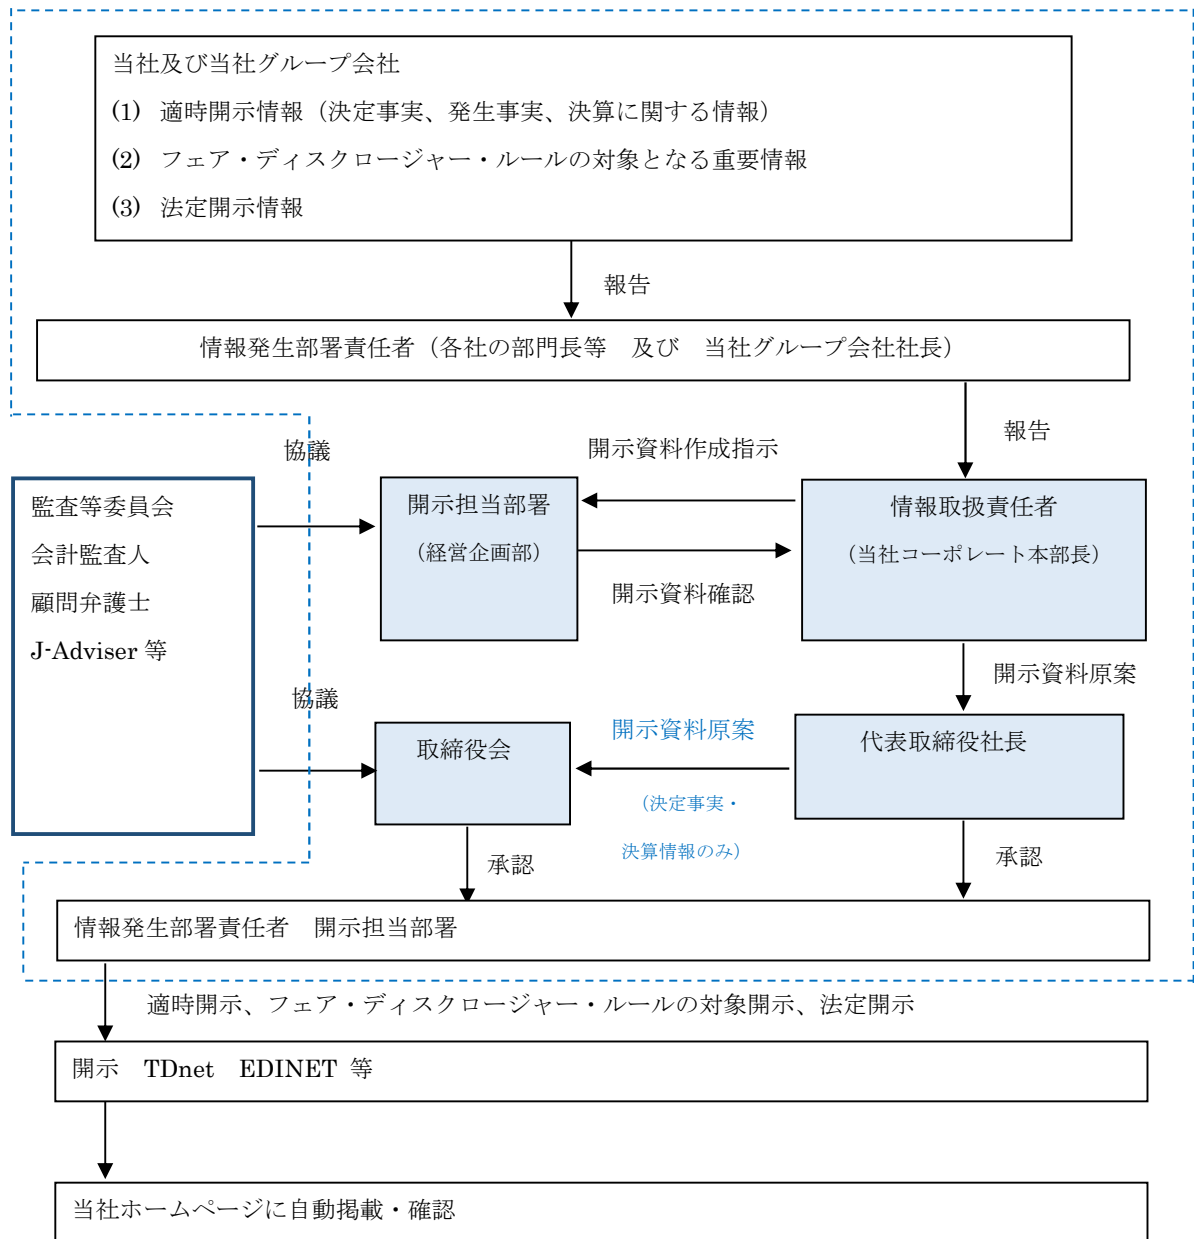 当社及び当社グループ会社
(1) 適時開示情報（決定事実、発生事実、決算に関する情報）
(2) フェア・ディスクロージャー・ルールの対象となる重要情報
(3) 法定開示情報
報告
情報発生部署責任者（各社の部門長等　及び　当社グループ会社社長）
報告
協議
開示資料作成指示
監査等委員会
会計監査人
顧問弁護士
J-Adviser 等
開示担当部署
（経営企画部）
情報取扱責任者
（当社コーポレート本部長）
開示資料確認
開示資料原案
協議
取締役会
開示資料原案
（決定事実・
決算情報のみ）
代表取締役社長
承認
承認
情報発生部署責任者　開示担当部署
適時開示、フェア・ディスクロージャー・ルールの対象開示、法定開示
開示　TDnet　EDINET 等
当社ホームページに自動掲載・確認